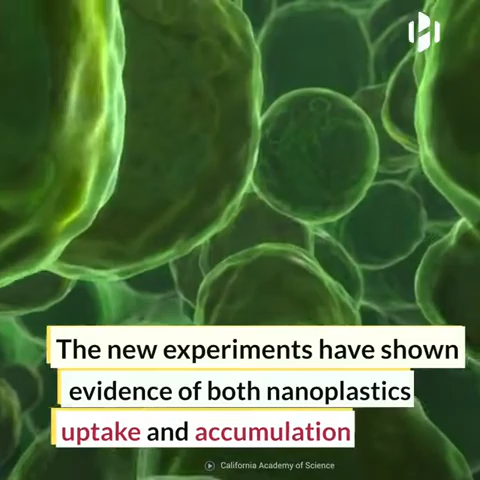 The new experiments have shown
evidence of both nanoplastics
uptake and accumulation
California Academy of Science